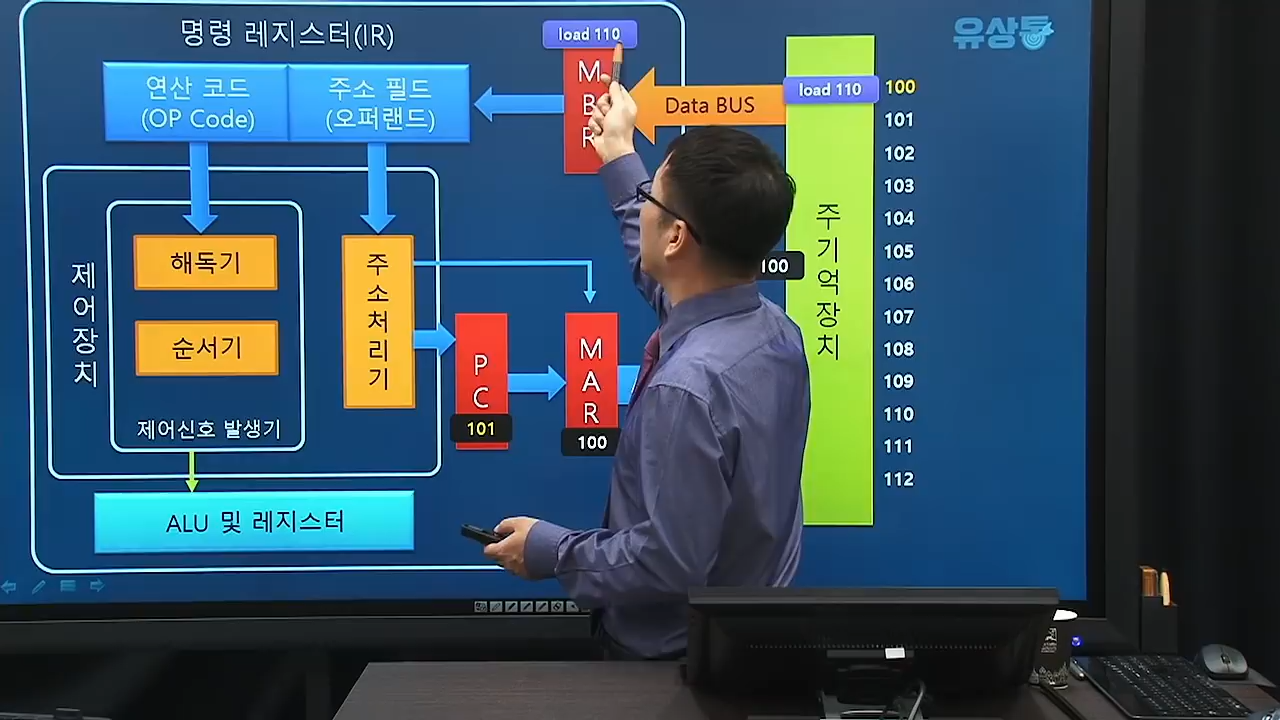 명령 레지스터(IR)
load 110
유상통
연산 코드
(OP Code)
주소 필드
(오퍼랜드)
MBR
Data BUS
load 110
100
101
102
103
104
105
106
107
108
109
110
111
112
주기억장치
100
제어장치
해독기
순서기
제어신호 발생기
주소처리기
PC
101
MAR
100
ALU 및 레지스터